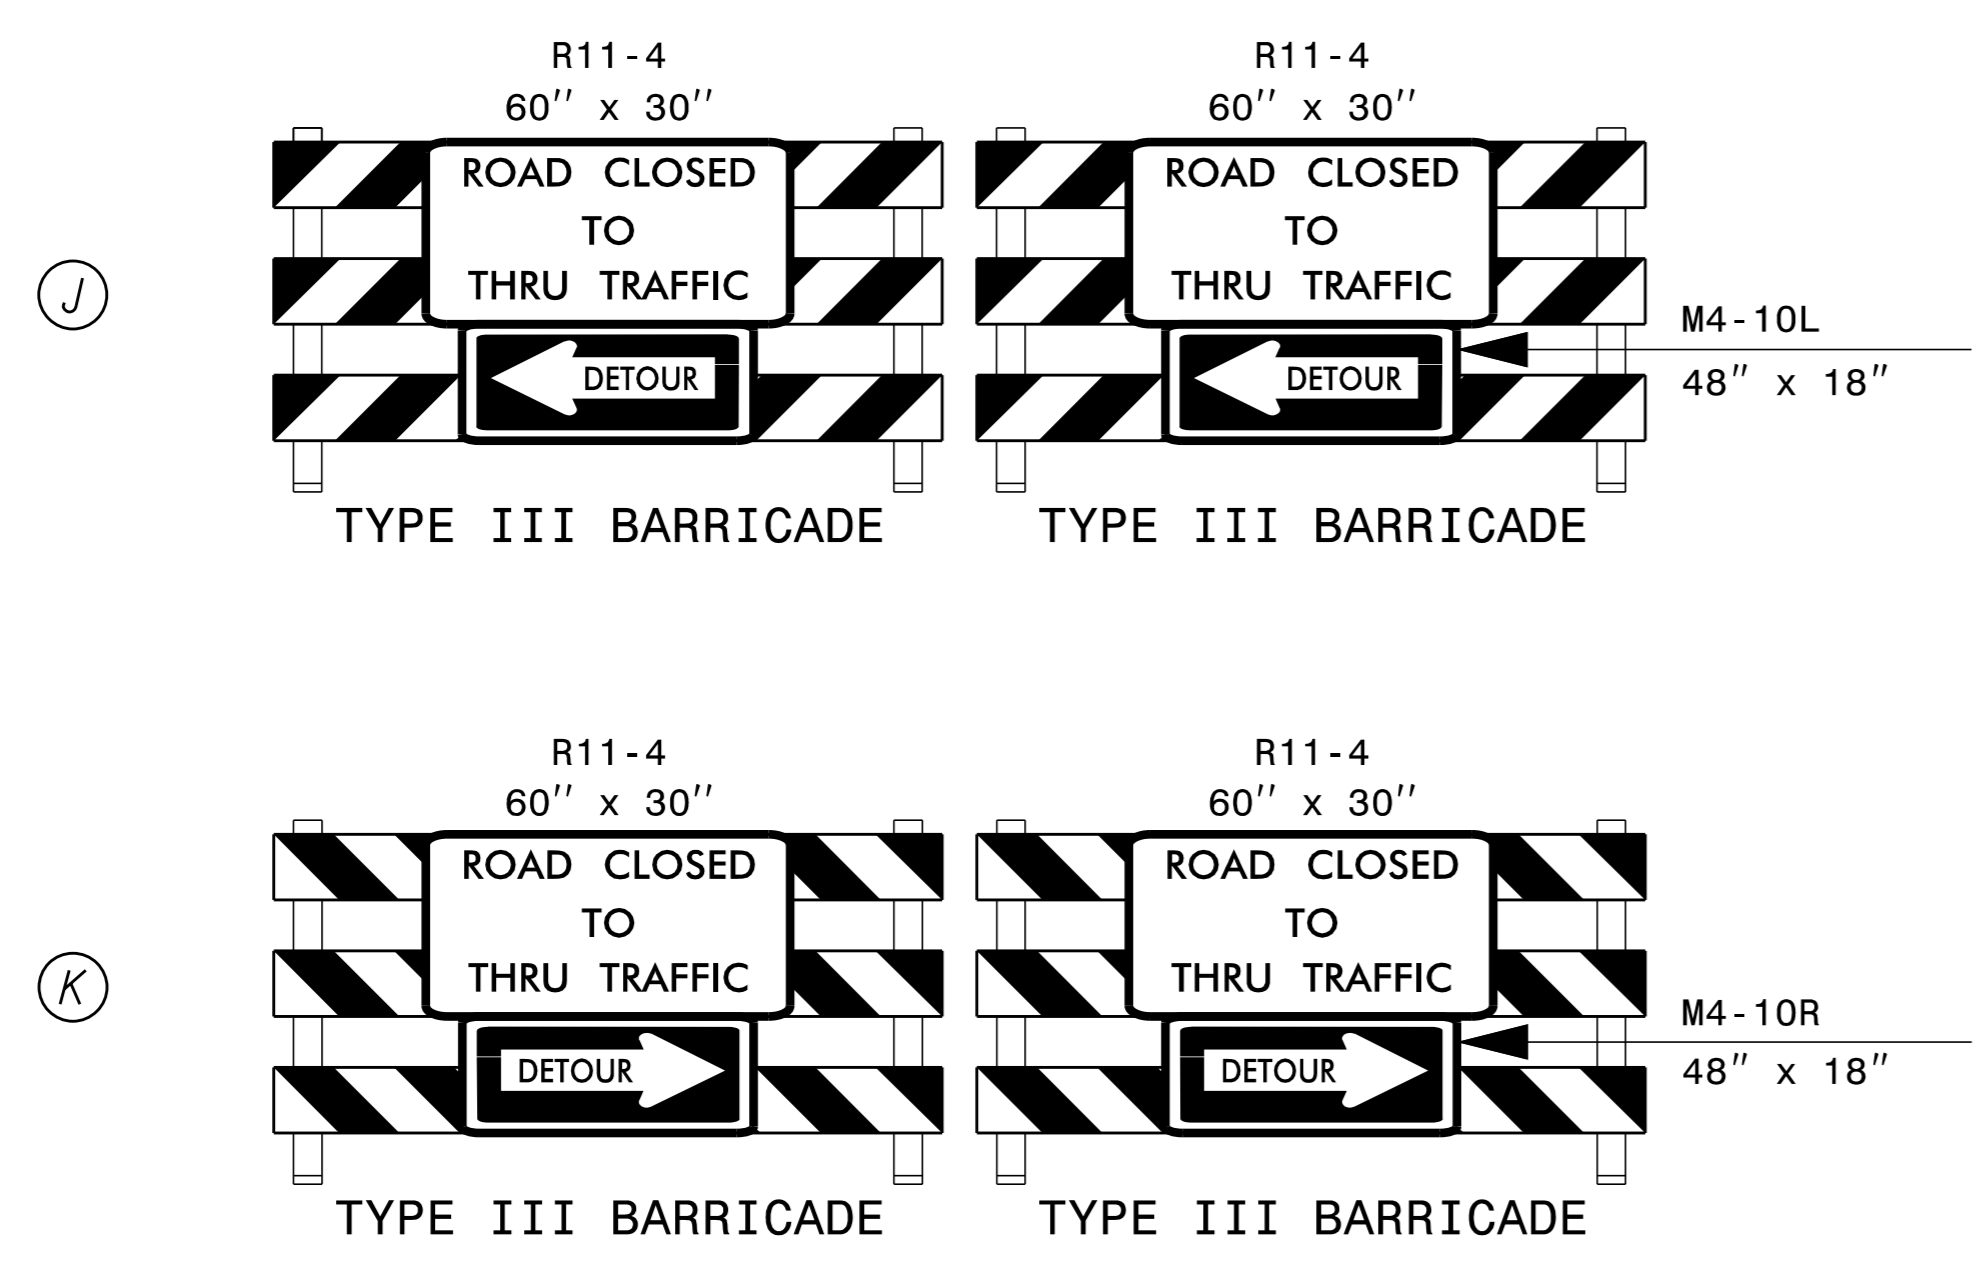 J
R11-4
60" x 30"
ROAD CLOSED
TO
THRU TRAFFIC
DETOUR
TYPE III BARRICADE
R11-4
60" x 30"
ROAD CLOSED
TO
THRU TRAFFIC
DETOUR
TYPE III BARRICADE
M4-10L
48" x 18"
K
R11-4
60" x 30"
ROAD CLOSED
TO
THRU TRAFFIC
DETOUR
TYPE III BARRICADE
R11-4
60" x 30"
ROAD CLOSED
TO
THRU TRAFFIC
DETOUR
TYPE III BARRICADE
M4-10R
48" x 18"